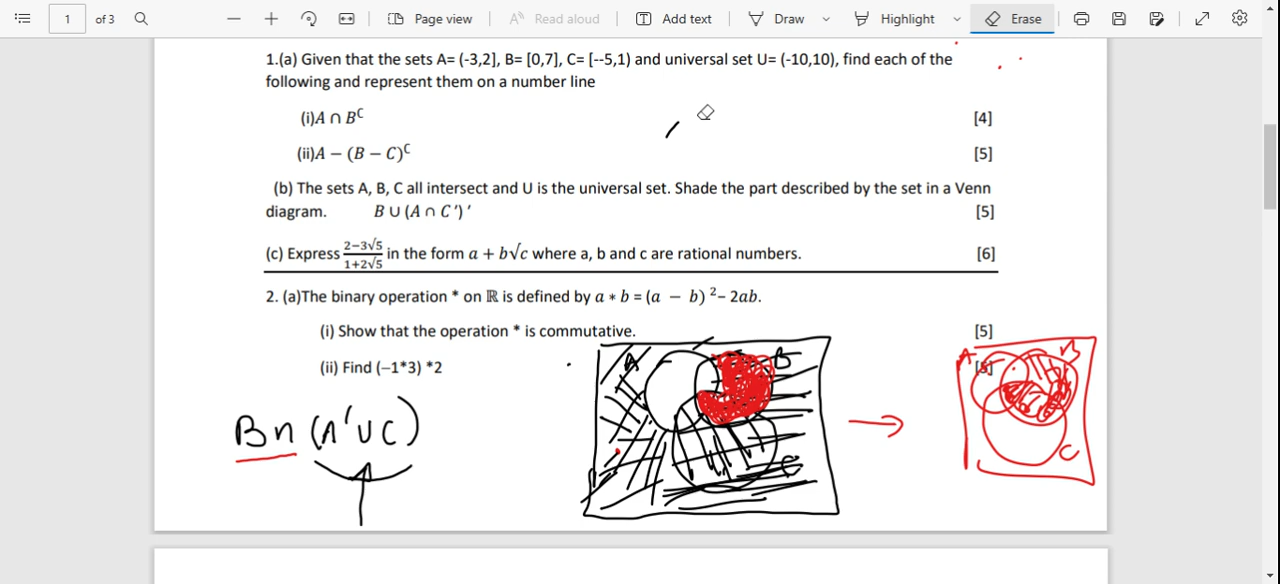 1 of 3 Page view Read aloud Add text Draw Highlight Erase
1.(a) Given that the sets A= (-3,2], B= [0,7], C= [--5,1) and universal set U= (-10,10), find each of the
following and represent them on a number line
(i)A ∩ Bᶜ [4]
(ii)A − (B − C)ᶜ [5]
(b) The sets A, B, C all intersect and U is the universal set. Shade the part described by the set in a Venn
diagram. B ∪ (A ∩ C ′) ′ [5]
(c) Express (2−3√5)/(1+2√5) in the form a + b√c where a, b and c are rational numbers. [6]
2. (a)The binary operation * on ℝ is defined by a * b = (a − b) ²– 2ab.
(i) Show that the operation * is commutative. [5]
(ii) Find (−1*3) *2 [5]
A B C
A B C
B∩ (A′∪C)